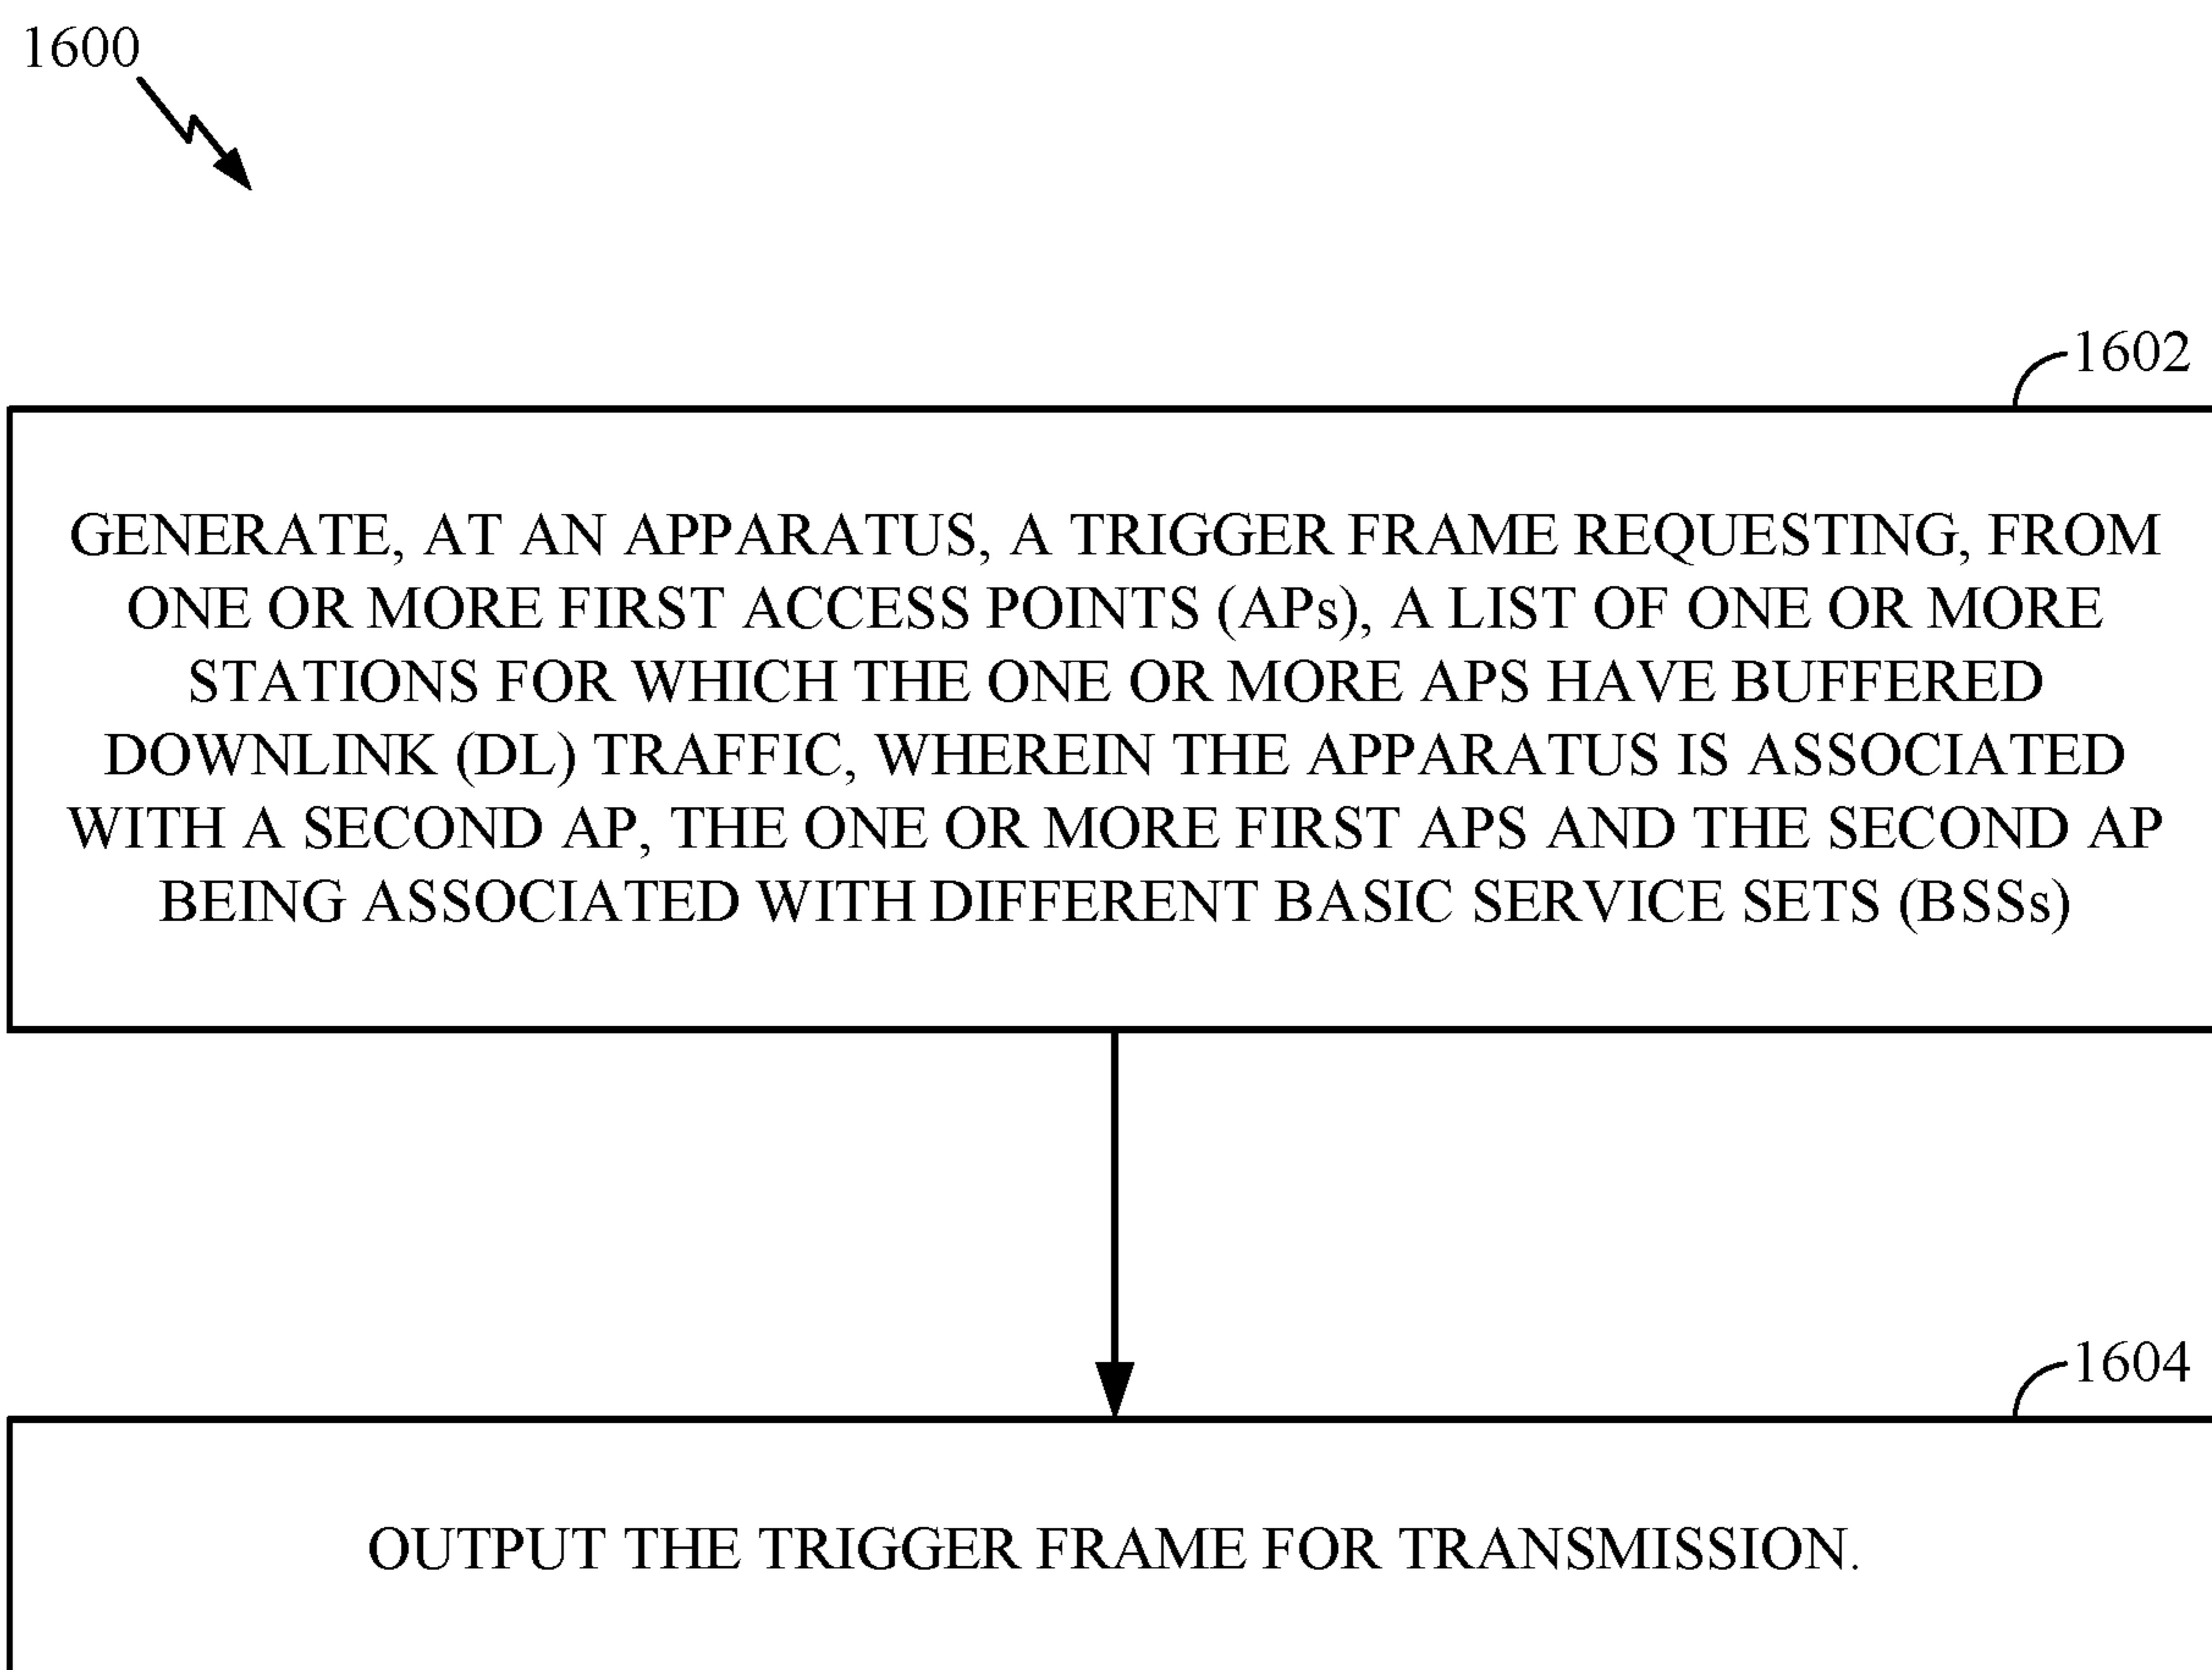 1600
1602
GENERATE, AT AN APPARATUS, A TRIGGER FRAME REQUESTING, FROM
ONE OR MORE FIRST ACCESS POINTS (APs), A LIST OF ONE OR MORE
STATIONS FOR WHICH THE ONE OR MORE APS HAVE BUFFERED
DOWNLINK (DL) TRAFFIC, WHEREIN THE APPARATUS IS ASSOCIATED
WITH A SECOND AP, THE ONE OR MORE FIRST APS AND THE SECOND AP
BEING ASSOCIATED WITH DIFFERENT BASIC SERVICE SETS (BSSs)
1604
OUTPUT THE TRIGGER FRAME FOR TRANSMISSION.